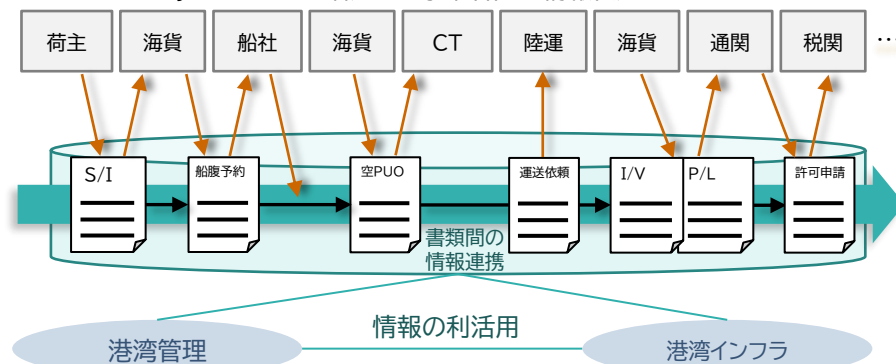 荷主
海貨
船社
海貨
CT
陸運
海貨
通関
税関
…
S/I
船腹予約
空PUO
運送依頼
I/V
P/L
許可申請
書類間の
情報連携
情報の利活用
港湾管理
港湾インフラ